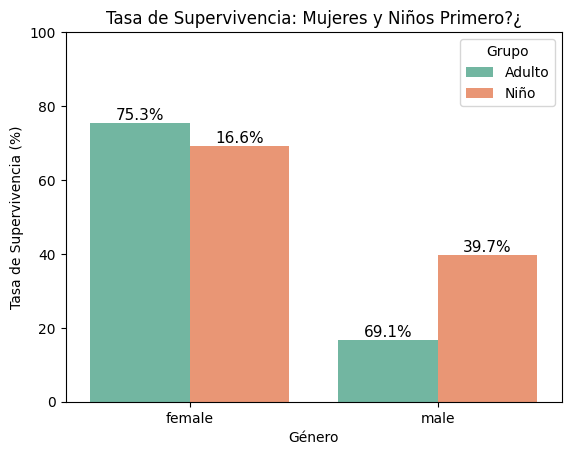 Tasa de Supervivencia: Mujeres y Niños Primero?¿
Tasa de Supervivencia (%)
100
80
60
40
20
0
Grupo
Adulto
Niño
75.3%
16.6%
69.1%
39.7%
female
male
Género